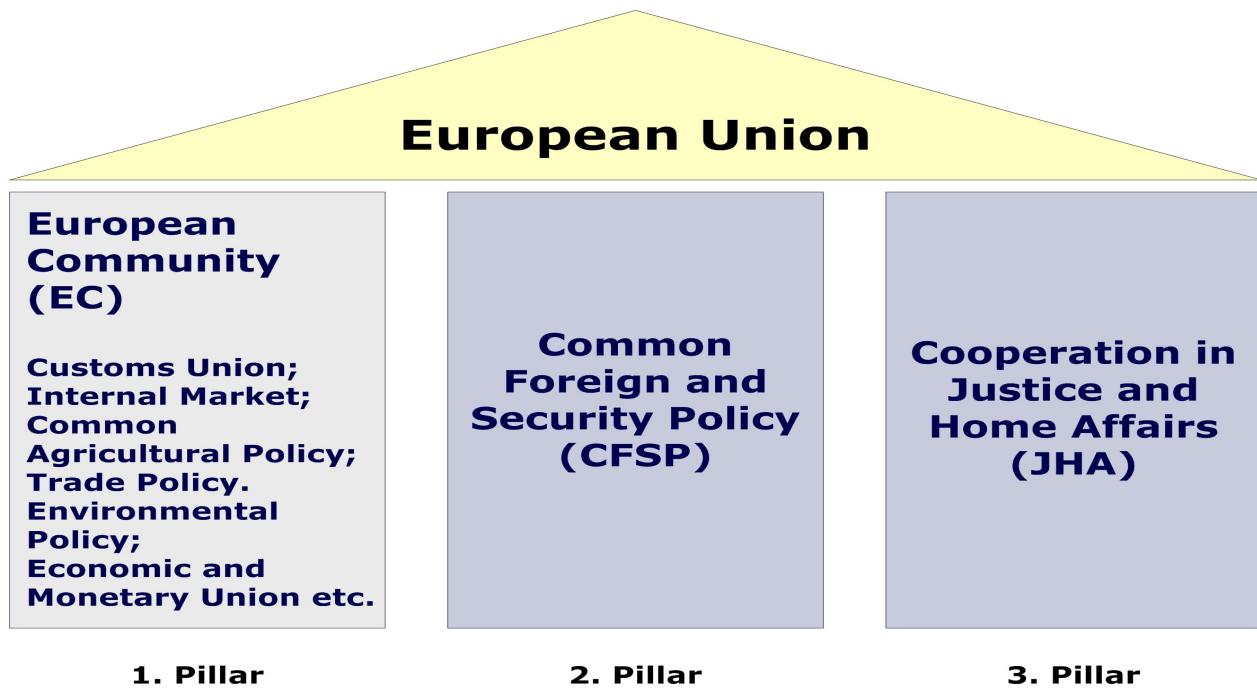 European Union
European
Community
(EC)
Customs Union;
Internal Market;
Common
Agricultural Policy;
Trade Policy.
Environmental
Policy;
Economic and
Monetary Union etc.
Common
Foreign and
Security Policy
(CFSP)
Cooperation in
Justice and
Home Affairs
(JHA)
1. Pillar
2. Pillar
3. Pillar